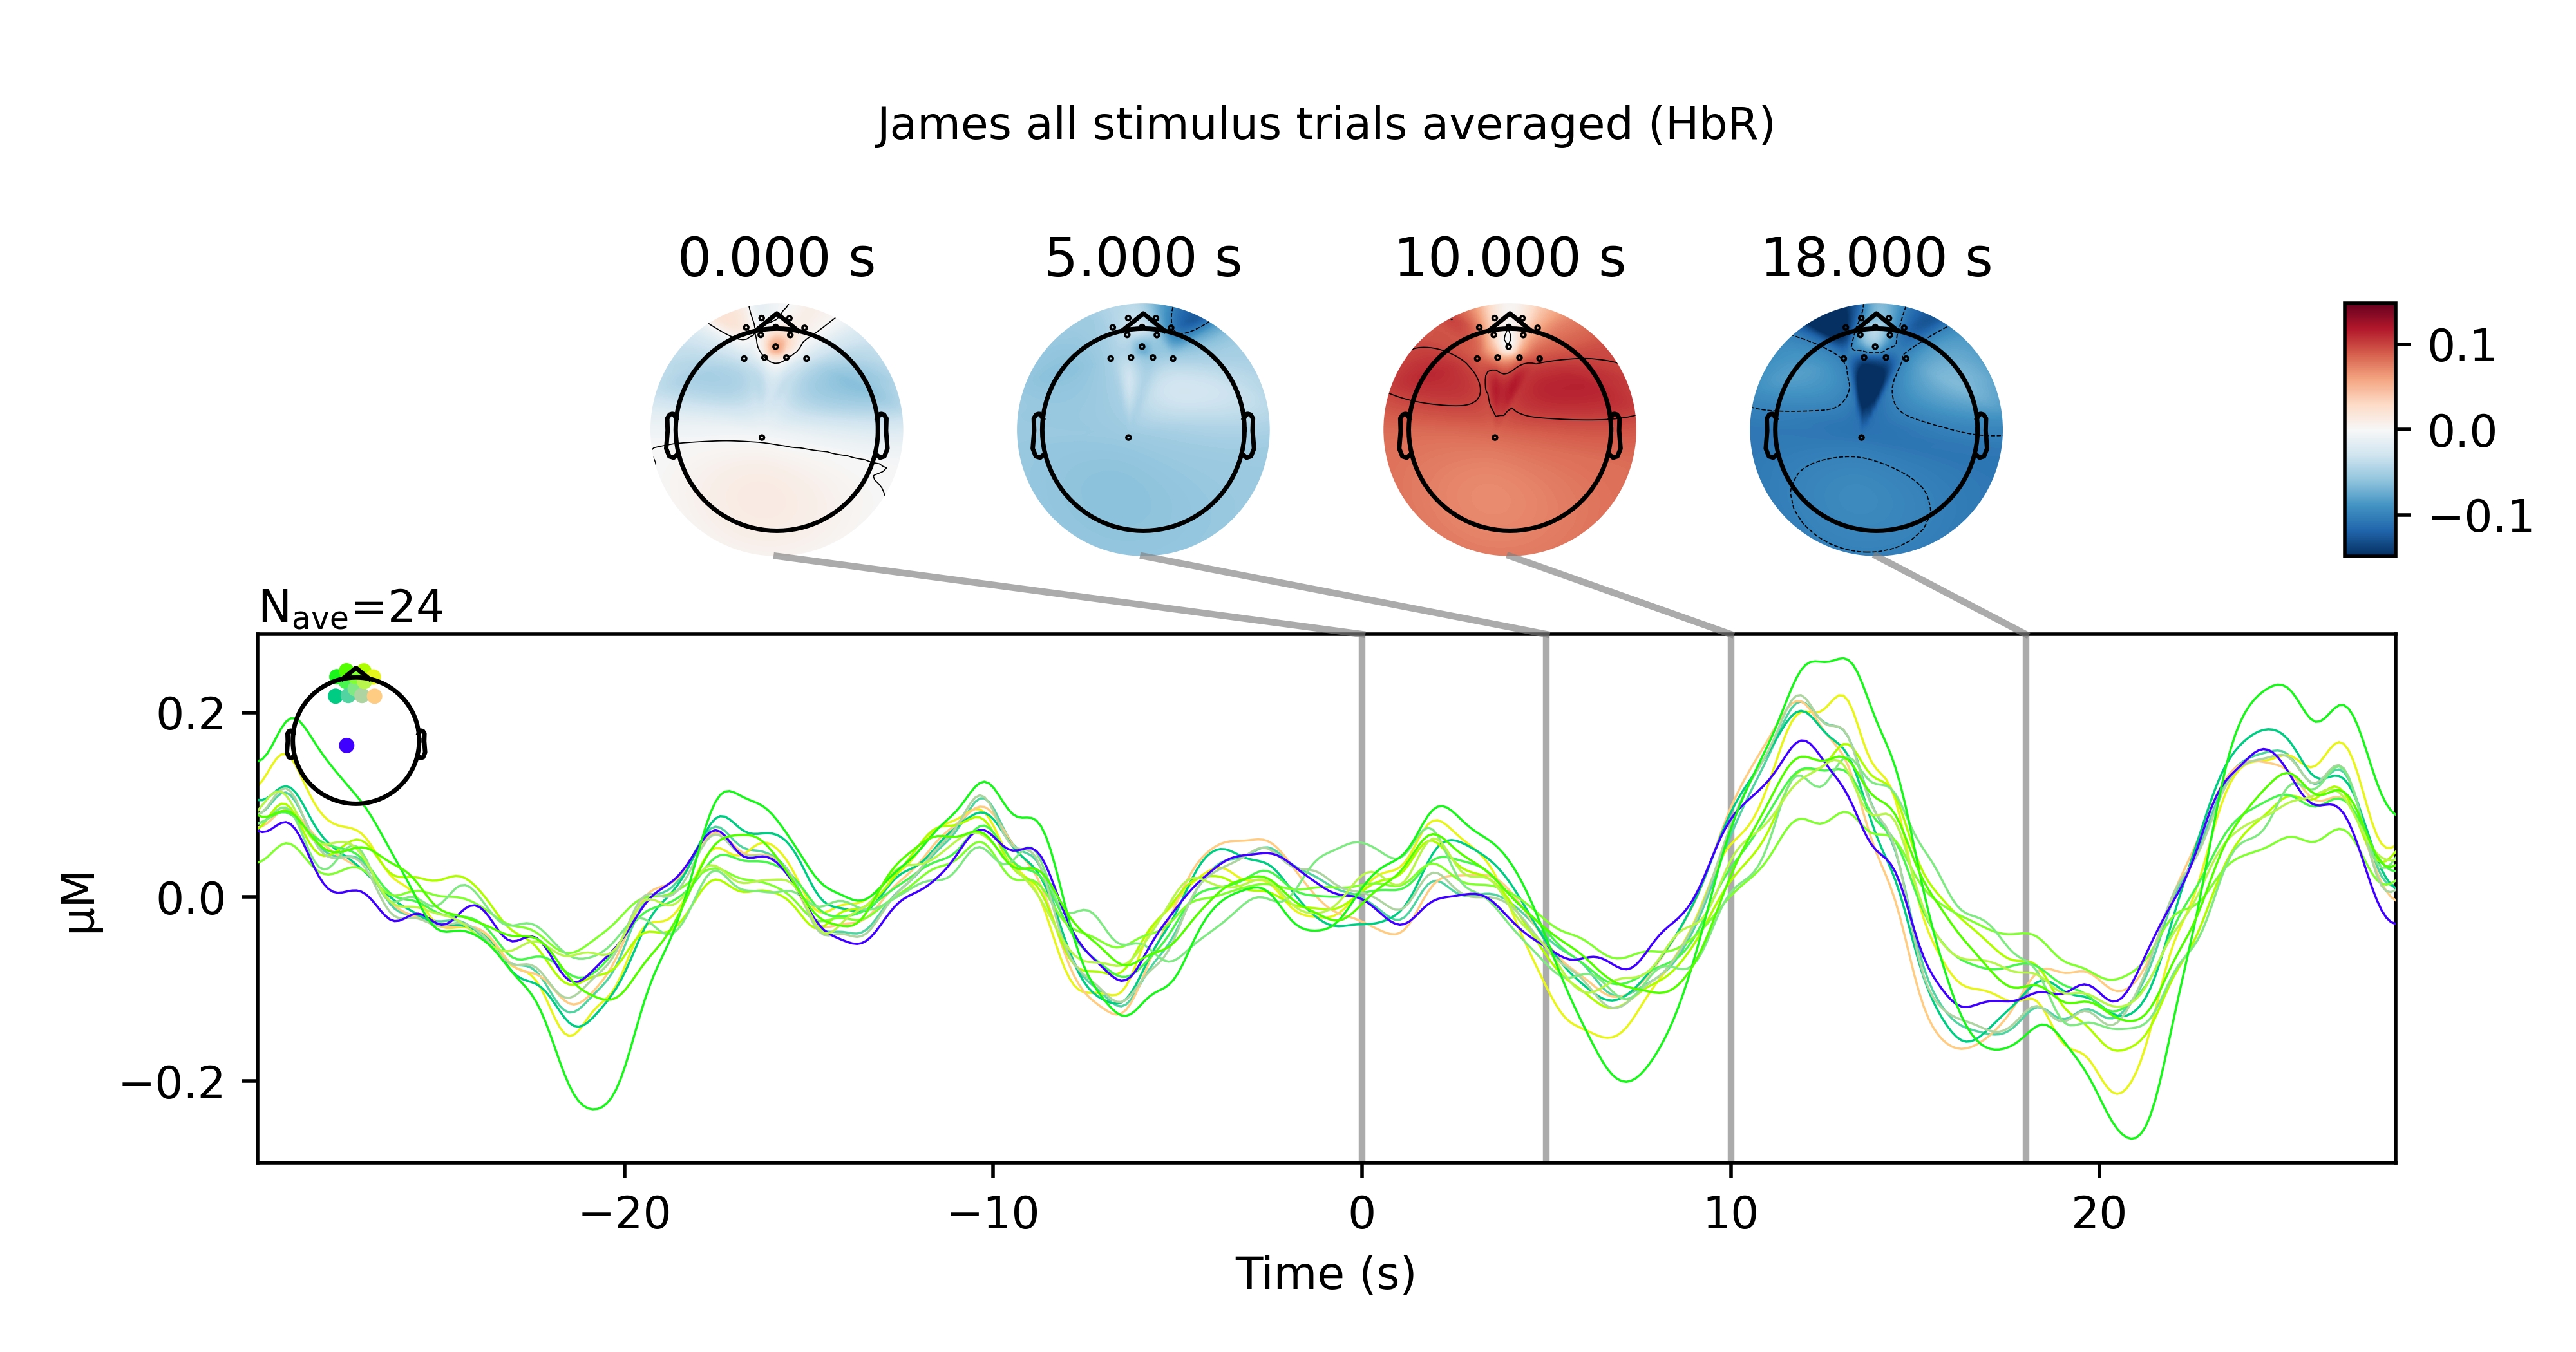 James all stimulus trials averaged (HbR)
0.000 s 5.000 s 10.000 s 18.000 s
0.1
0.0
−0.1
Nave=24
0.2
0.0
−0.2
µM
−20 −10 0 10 20
Time (s)